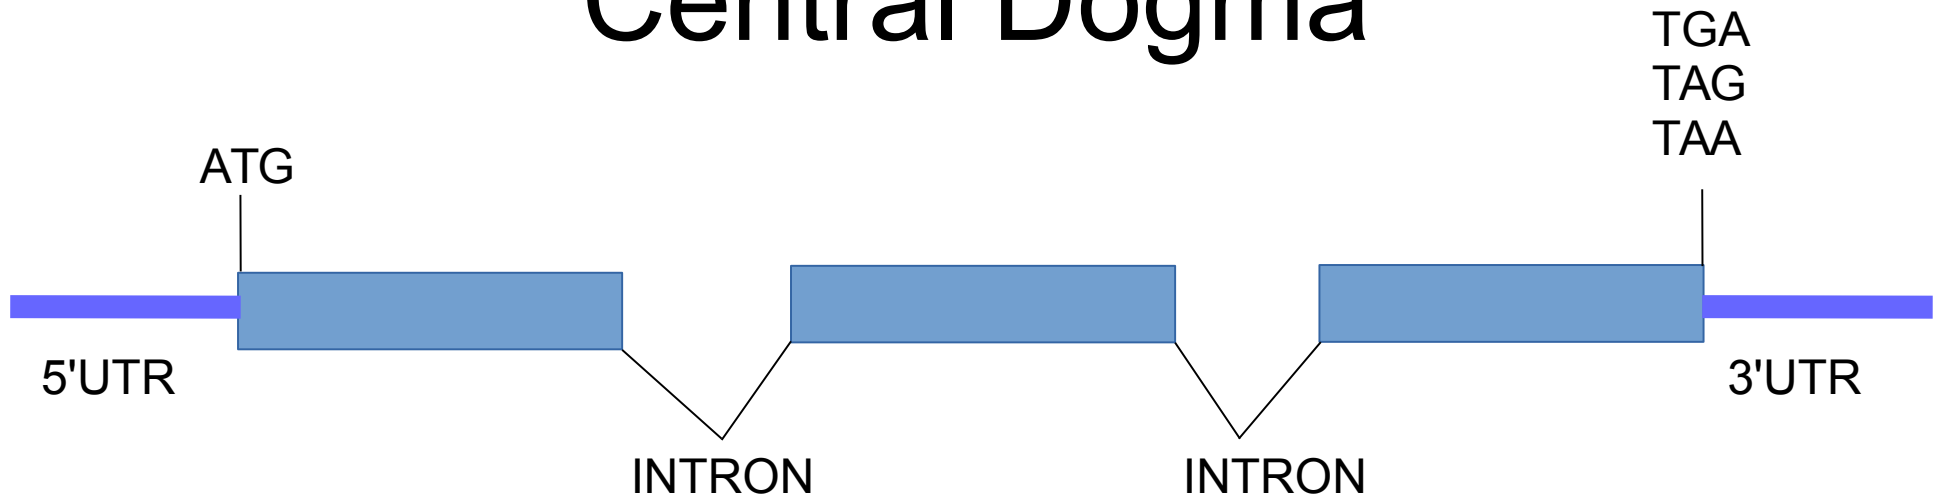 Central Dogma
TGA
TAG
TAA
ATG
5'UTR
3'UTR
INTRON
INTRON